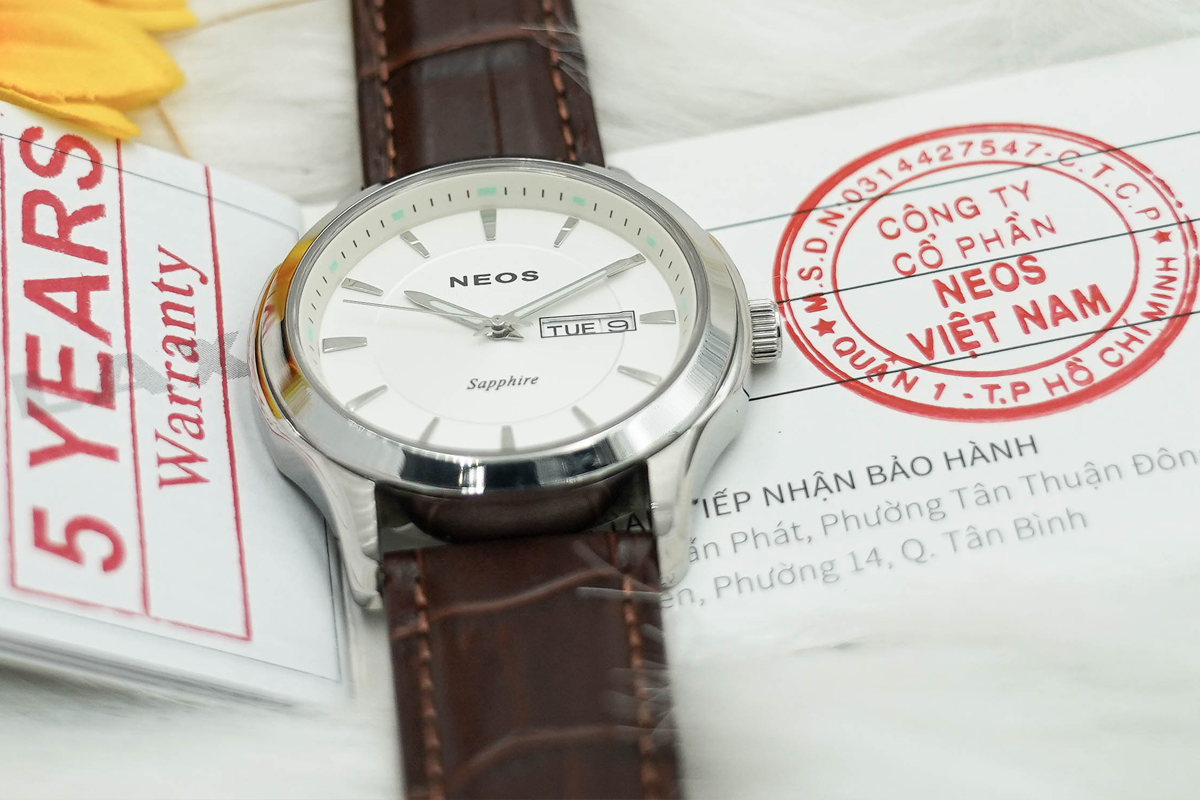 5 YEARS
Warranty
NEOS
TUE 9
Sapphire
M.S.D.N.0314427547-C.T.C.P
CÔNG TY
CỔ PHẦN
NEOS
VIỆT NAM
QUẬN 1 - T.P HỒ CHÍ MINH
TIẾP NHẬN BẢO HÀNH
Phát, Phường Tân Thuận Đông
Phường 14, Q. Tân Bình